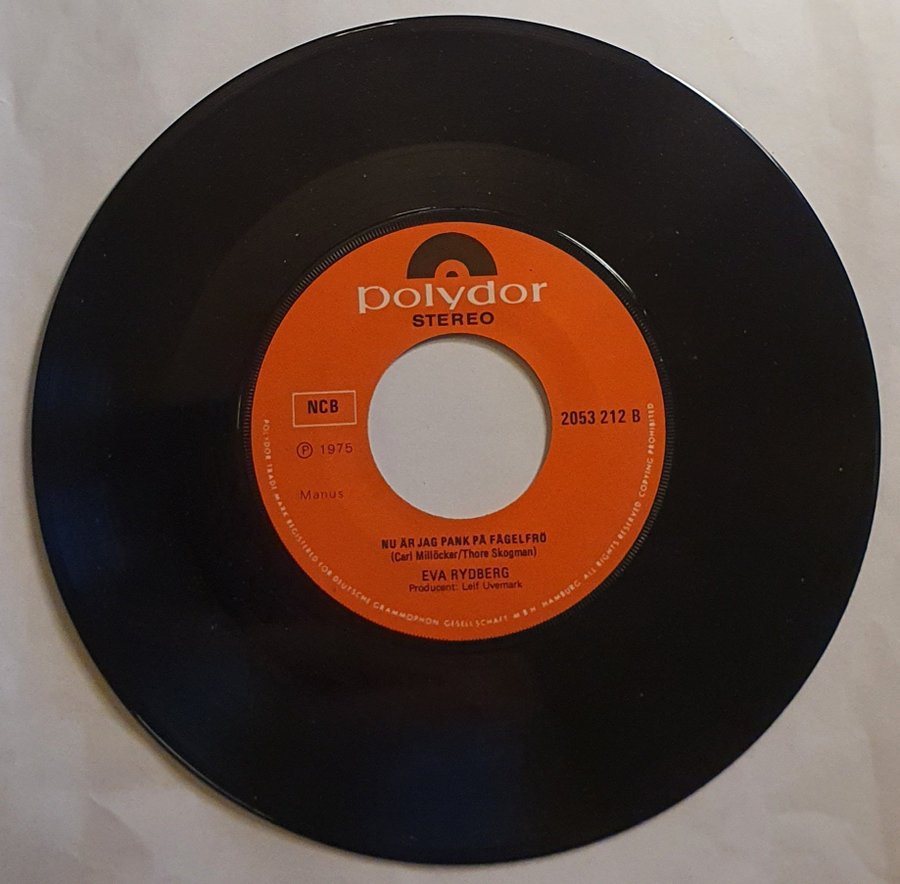 polydor
STEREO
NCB
2053 212 B
Ⓟ 1975
Manus
NU ÄR JAG PANK PÅ FÅGELFRÖ
(Carl Millöcker/Thore Skogman)
EVA RYDBERG
Producent: Leif Uvemark
POLYDOR TRADE MARK REGISTERED FOR DEUTSCHE GRAMMOPHON GESELLSCHAFT M.B.H. HAMBURG. ALL RIGHTS RESERVED. COPYING PROHIBITED